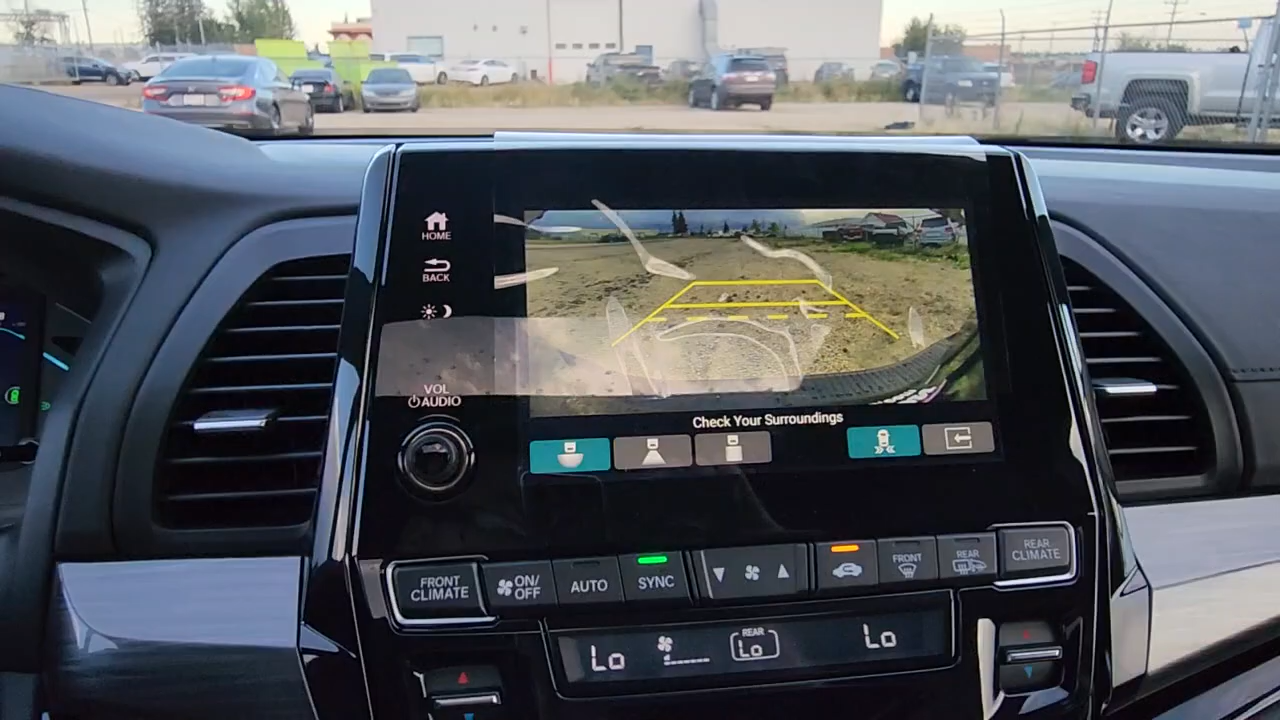 HOME
BACK
VOL
AUDIO
Check Your Surroundings
FRONT
CLIMATE
ON/
OFF
AUTO
SYNC
FRONT
REAR
REAR
CLIMATE
Lo
REAR
Lo
Lo